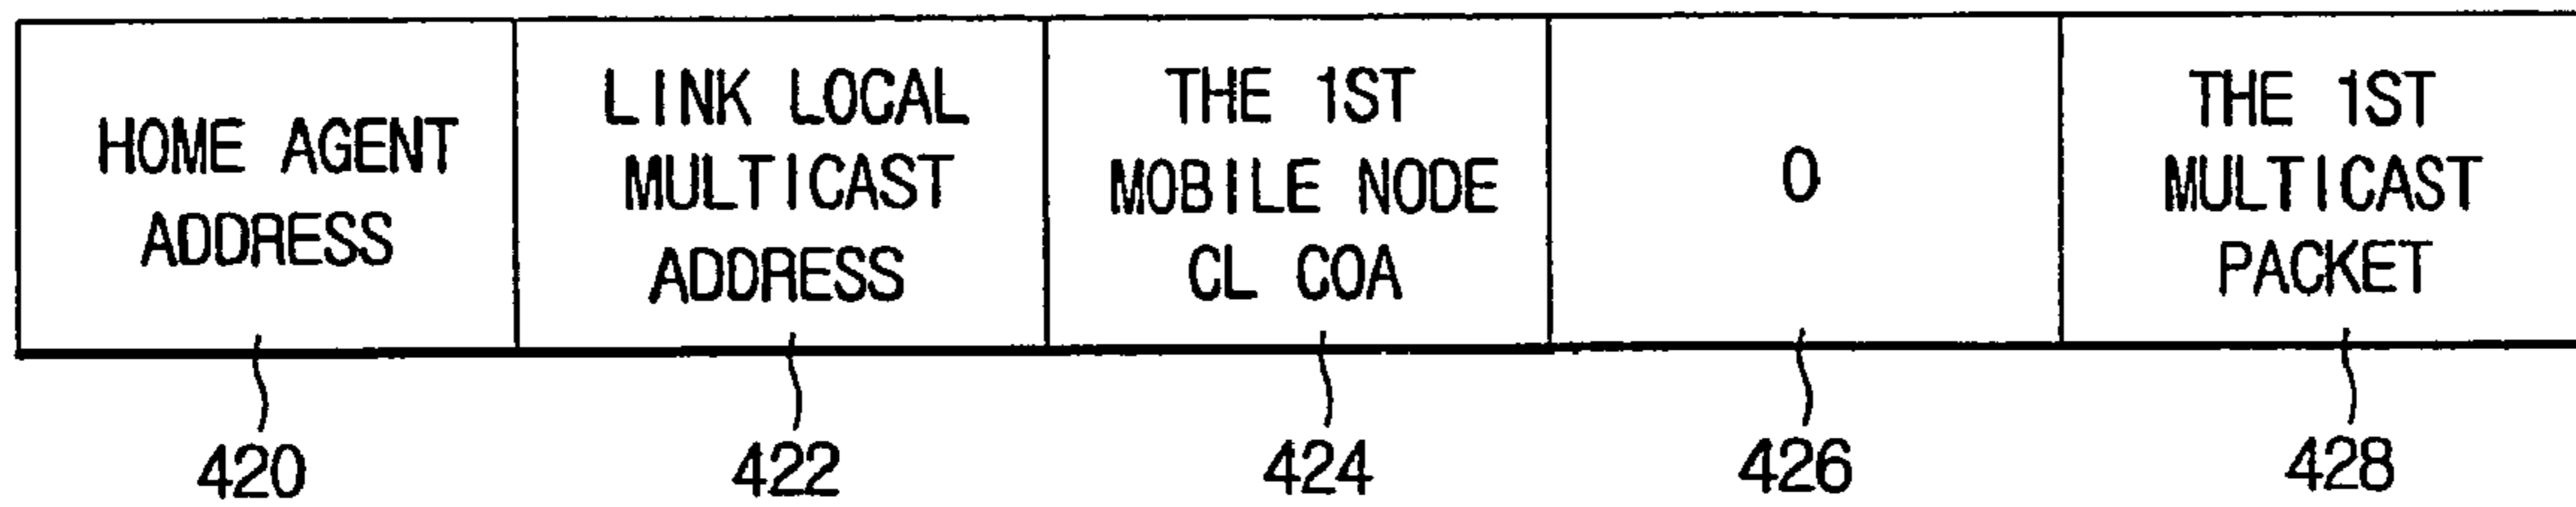 HOME AGENT
ADDRESS
LINK LOCAL
MULTICAST
ADDRESS
THE 1ST
MOBILE NODE
CL COA
0
THE 1ST
MULTICAST
PACKET
420
422
424
426
428